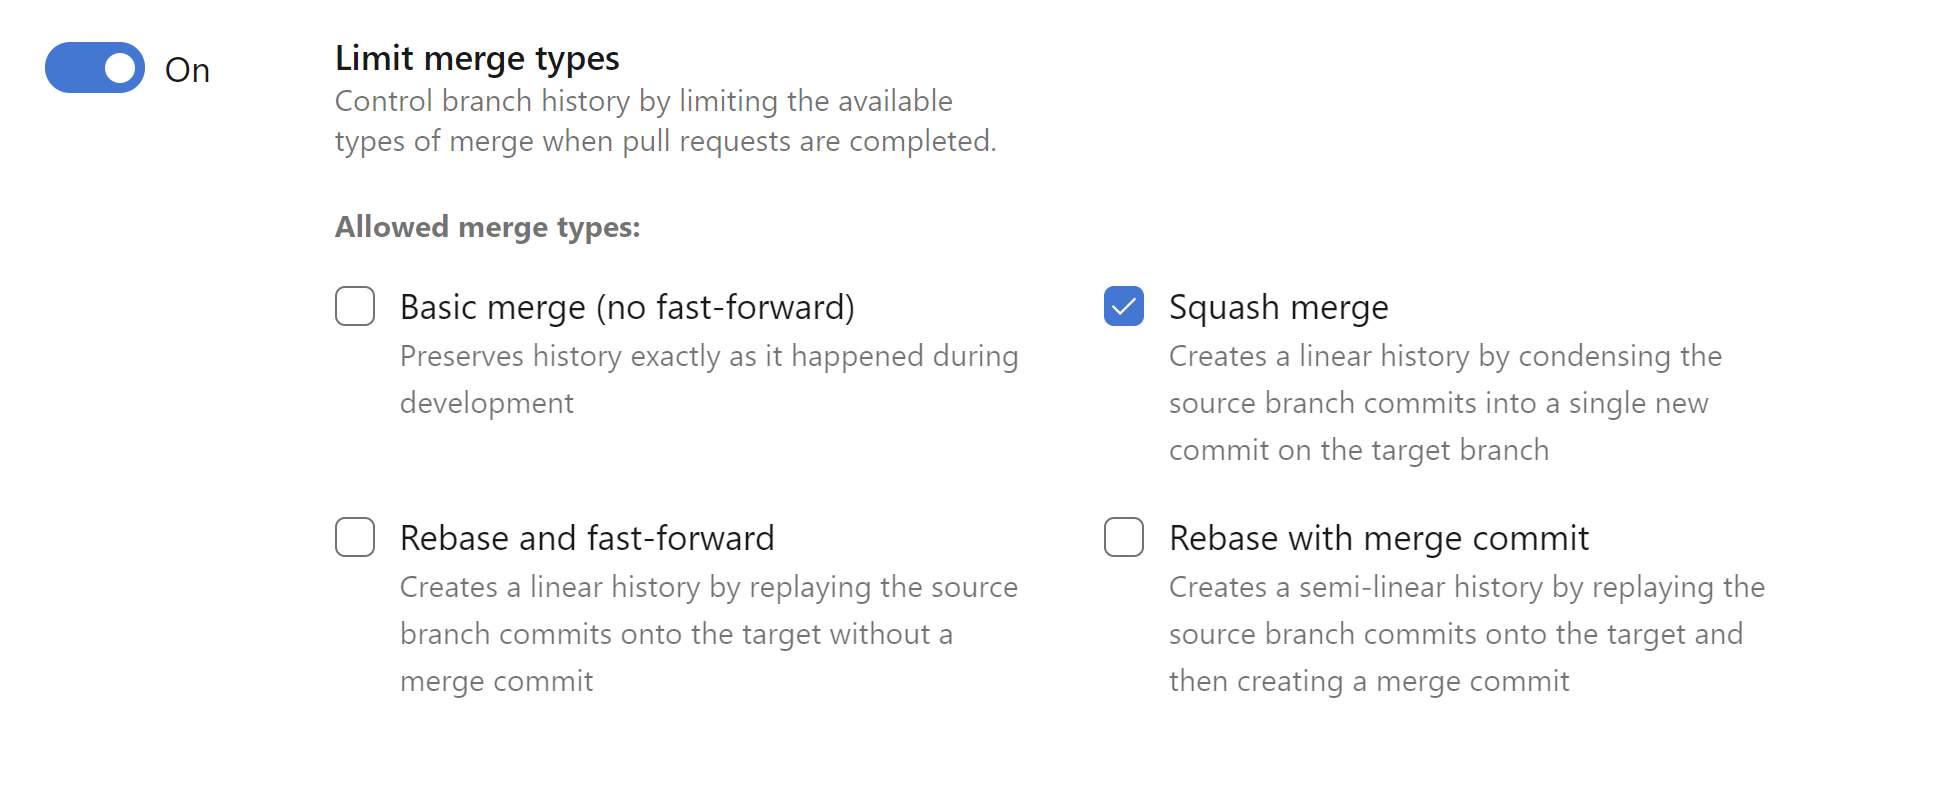 On
Limit merge types
Control branch history by limiting the available
types of merge when pull requests are completed.
Allowed merge types:
Basic merge (no fast-forward)
Preserves history exactly as it happened during
development
Squash merge
Creates a linear history by condensing the
source branch commits into a single new
commit on the target branch
Rebase and fast-forward
Creates a linear history by replaying the source
branch commits onto the target without a
merge commit
Rebase with merge commit
Creates a semi-linear history by replaying the
source branch commits onto the target and
then creating a merge commit